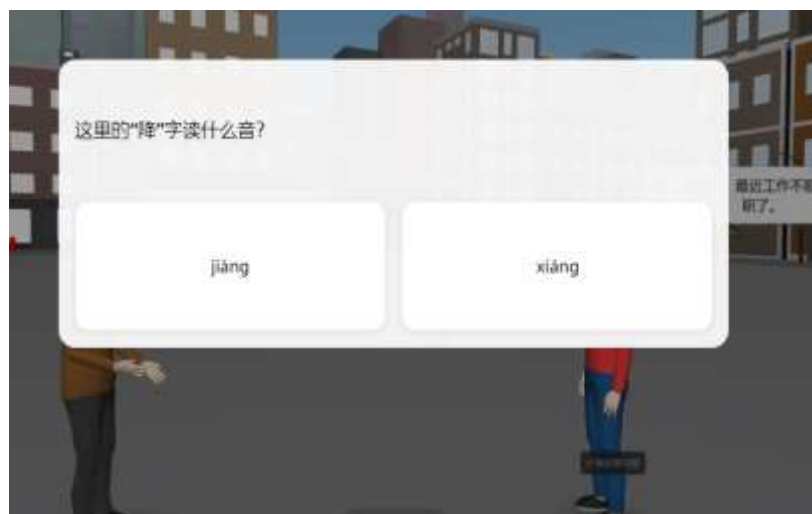 这里的"降"字读什么音?
最近工作不
职了。
jiàng
xiáng